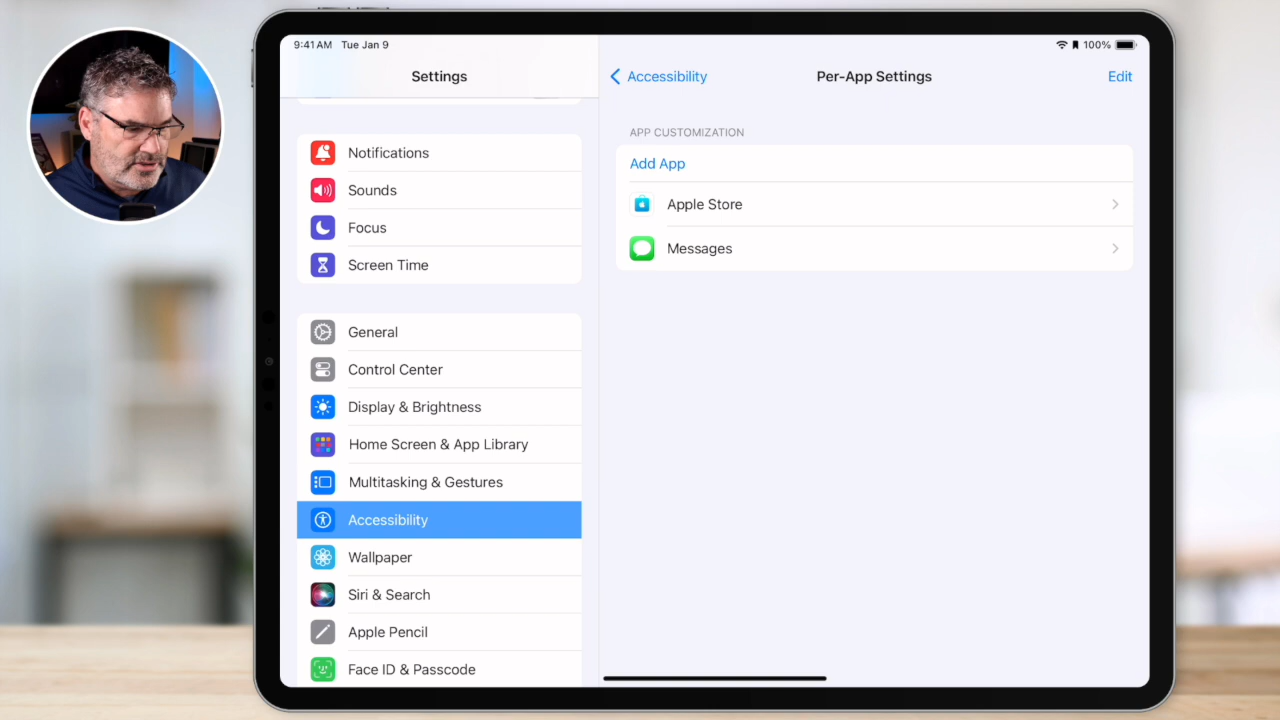 9:41 AM Tue Jan 9
100%
Settings
Notifications
Sounds
Focus
Screen Time
General
Control Center
Display & Brightness
Home Screen & App Library
Multitasking & Gestures
Accessibility
Wallpaper
Siri & Search
Apple Pencil
Face ID & Passcode
Accessibility
Per-App Settings
Edit
APP CUSTOMIZATION
Add App
Apple Store
Messages